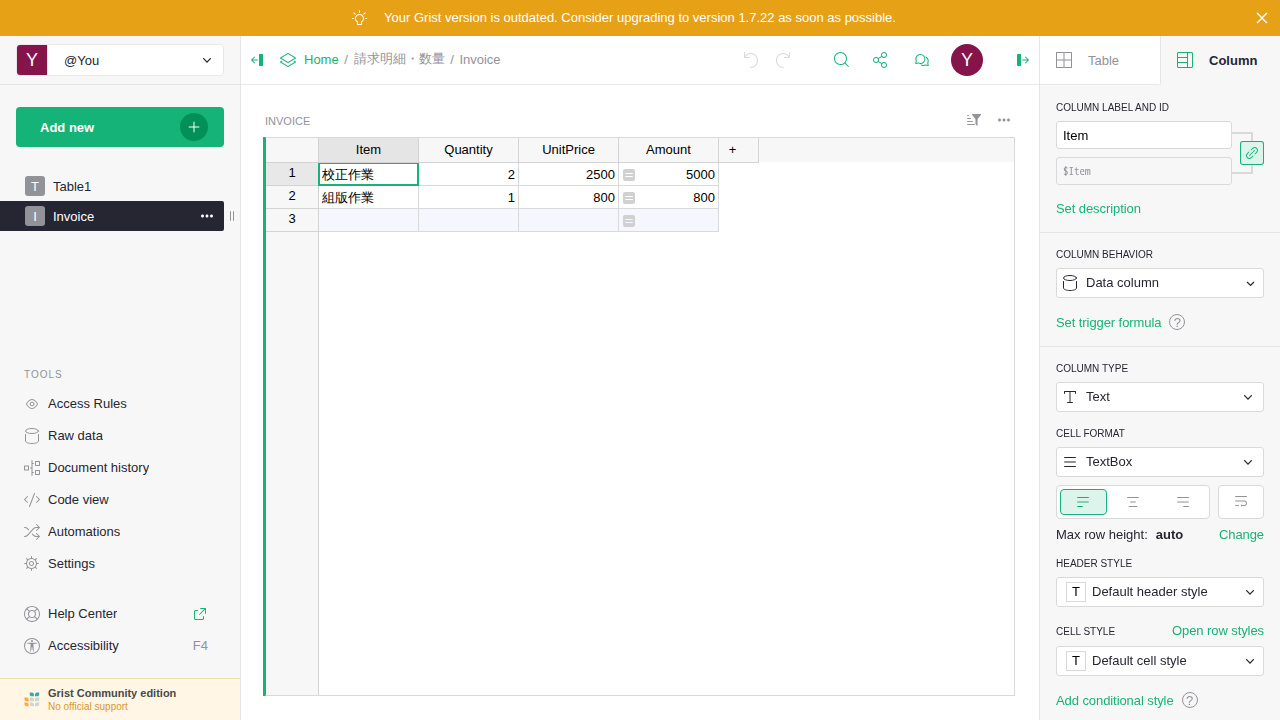 Your Grist version is outdated. Consider upgrading to version 1.7.22 as soon as possible.
Y @You
Home / 請求明細・数量 / Invoice
Y
Table
Column
Add new
T Table1
I Invoice
TOOLS
Access Rules
Raw data
Document history
Code view
Automations
Settings
Help Center
Accessibility F4
Grist Community edition
No official support
INVOICE
Item Quantity UnitPrice Amount +
1 校正作業 2 2500 5000
2 組版作業 1 800 800
3
COLUMN LABEL AND ID
Item
$Item
Set description
COLUMN BEHAVIOR
Data column
Set trigger formula ?
COLUMN TYPE
Text
CELL FORMAT
TextBox
Max row height: auto Change
HEADER STYLE
T Default header style
CELL STYLE Open row styles
T Default cell style
Add conditional style ?